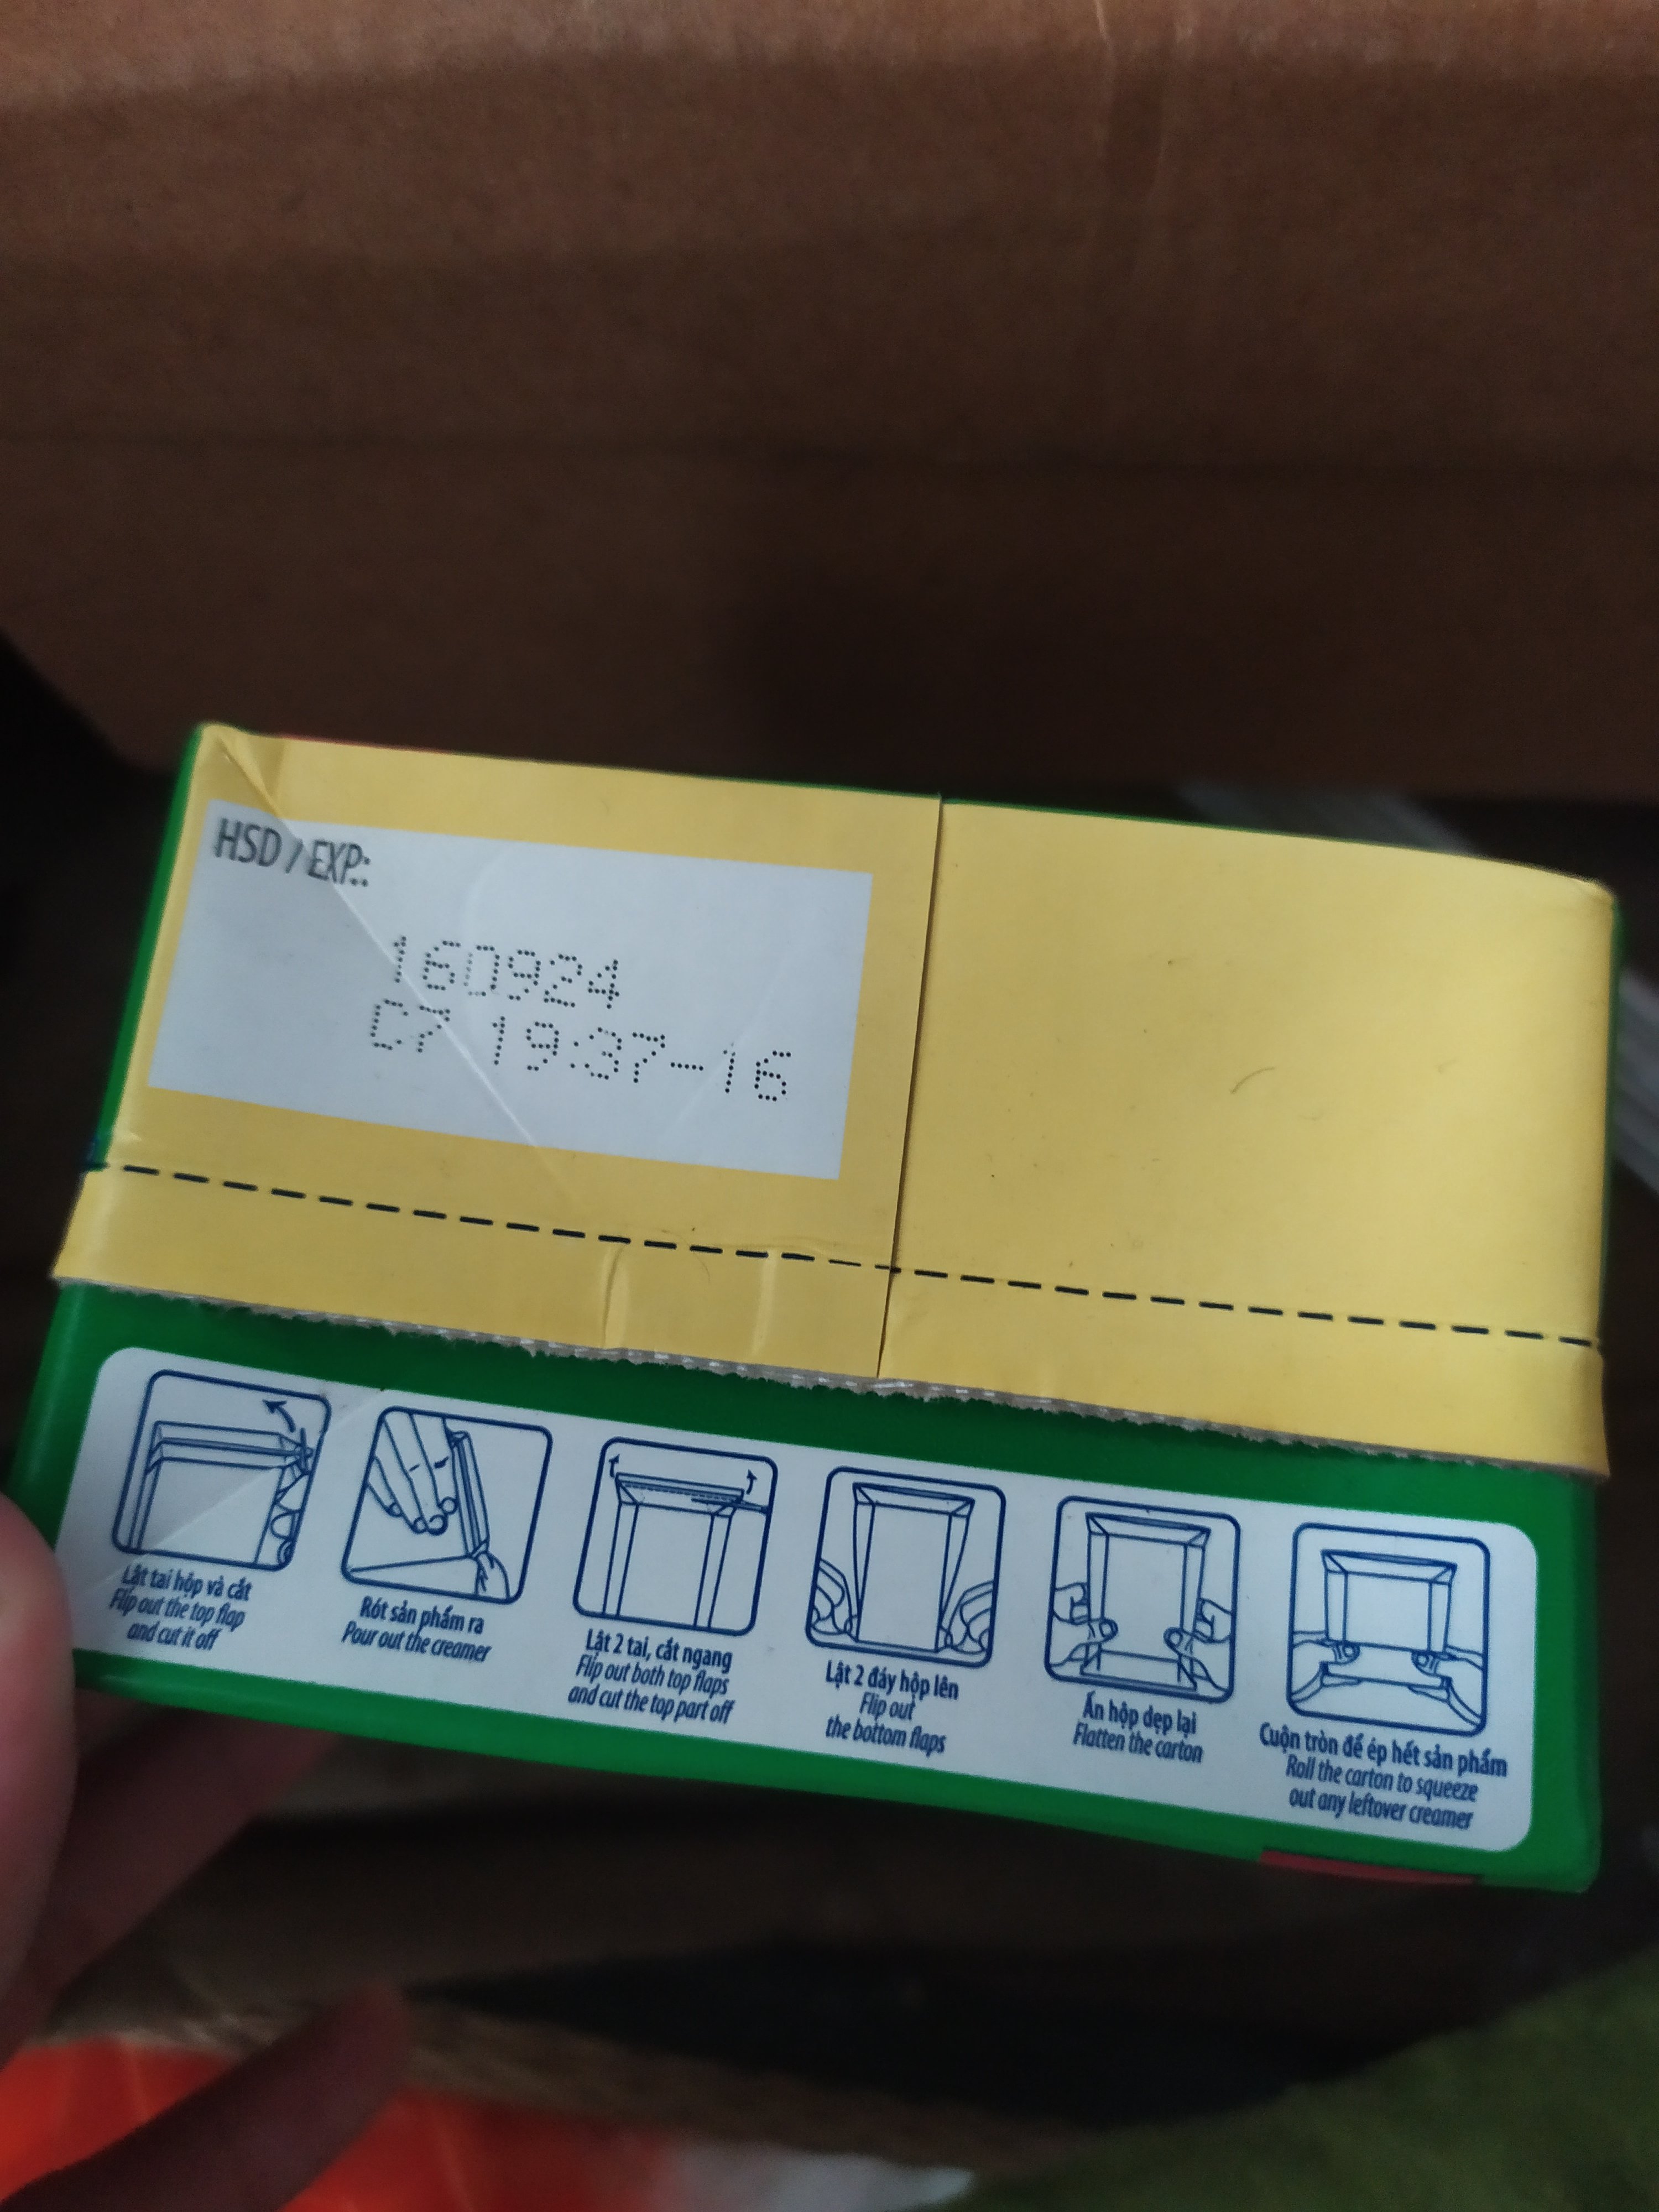 HSD / EXP.:
160924
C7 19:37-16
Lật tai hộp và cắt
Flip out the top flap
and cut it off
Rót sản phẩm ra
Pour out the creamer
Lật 2 tai, cắt ngang
Flip out both top flaps
and cut the top part off
Lật 2 đáy hộp lên
Flip out
the bottom flaps
Ấn hộp dẹp lại
Flatten the carton
Cuộn tròn để ép hết sản phẩm
Roll the carton to squeeze
out any leftover creamer